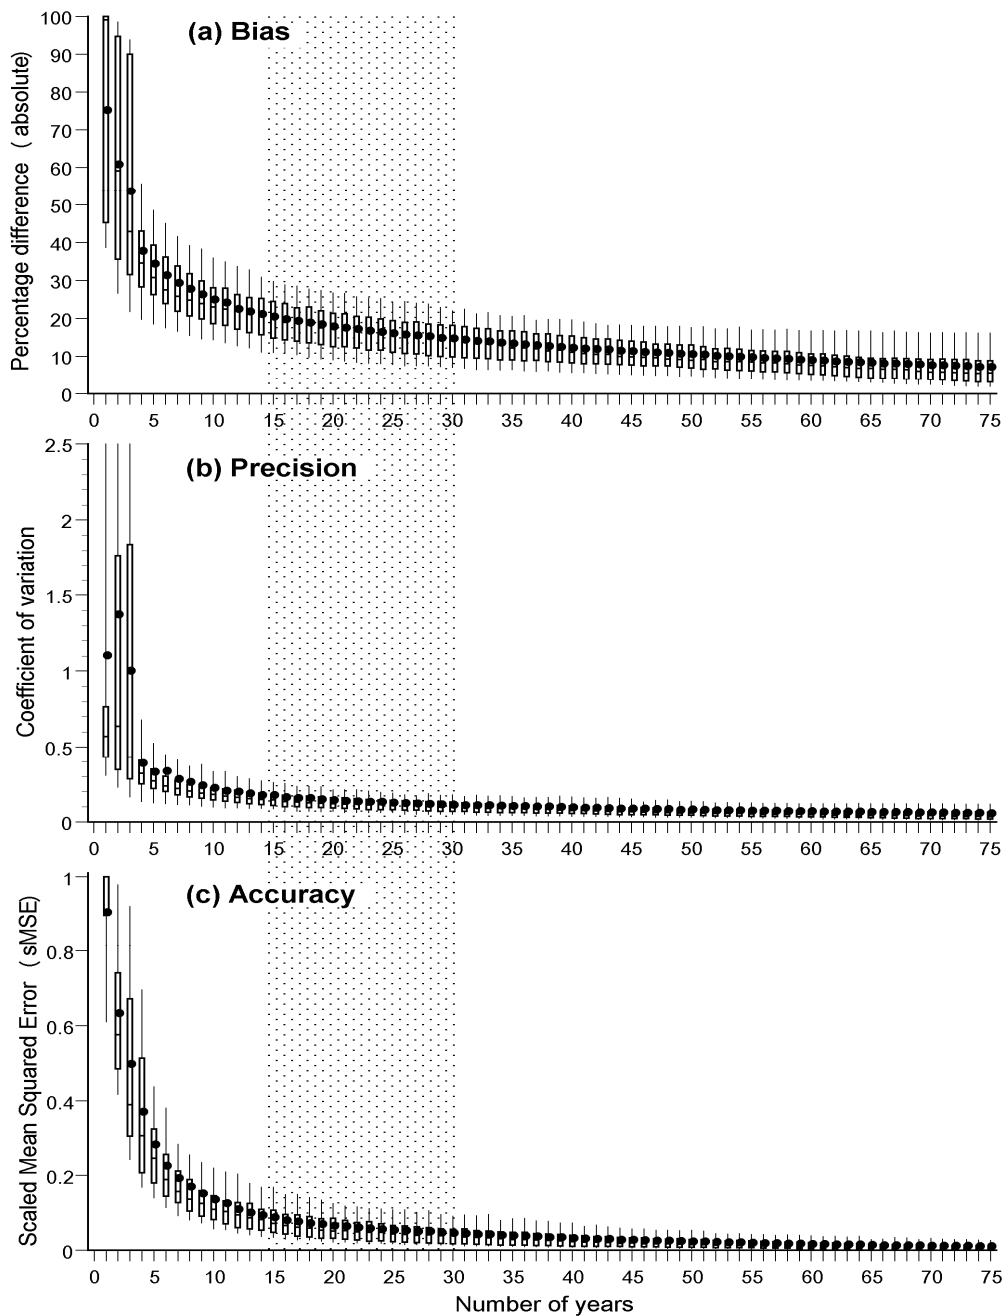 (a) Bias
Percentage difference ( absolute)
100
90
80
70
60
50
40
30
20
10
0
0 5 10 15 20 25 30 35 40 45 50 55 60 65 70 75
(b) Precision
Coefficient of variation
2.5
2
1.5
1
0.5
0
0 5 10 15 20 25 30 35 40 45 50 55 60 65 70 75
(c) Accuracy
Scaled Mean Squared Error ( sMSE)
1
0.8
0.6
0.4
0.2
0
0 5 10 15 20 25 30 35 40 45 50 55 60 65 70 75
Number of years